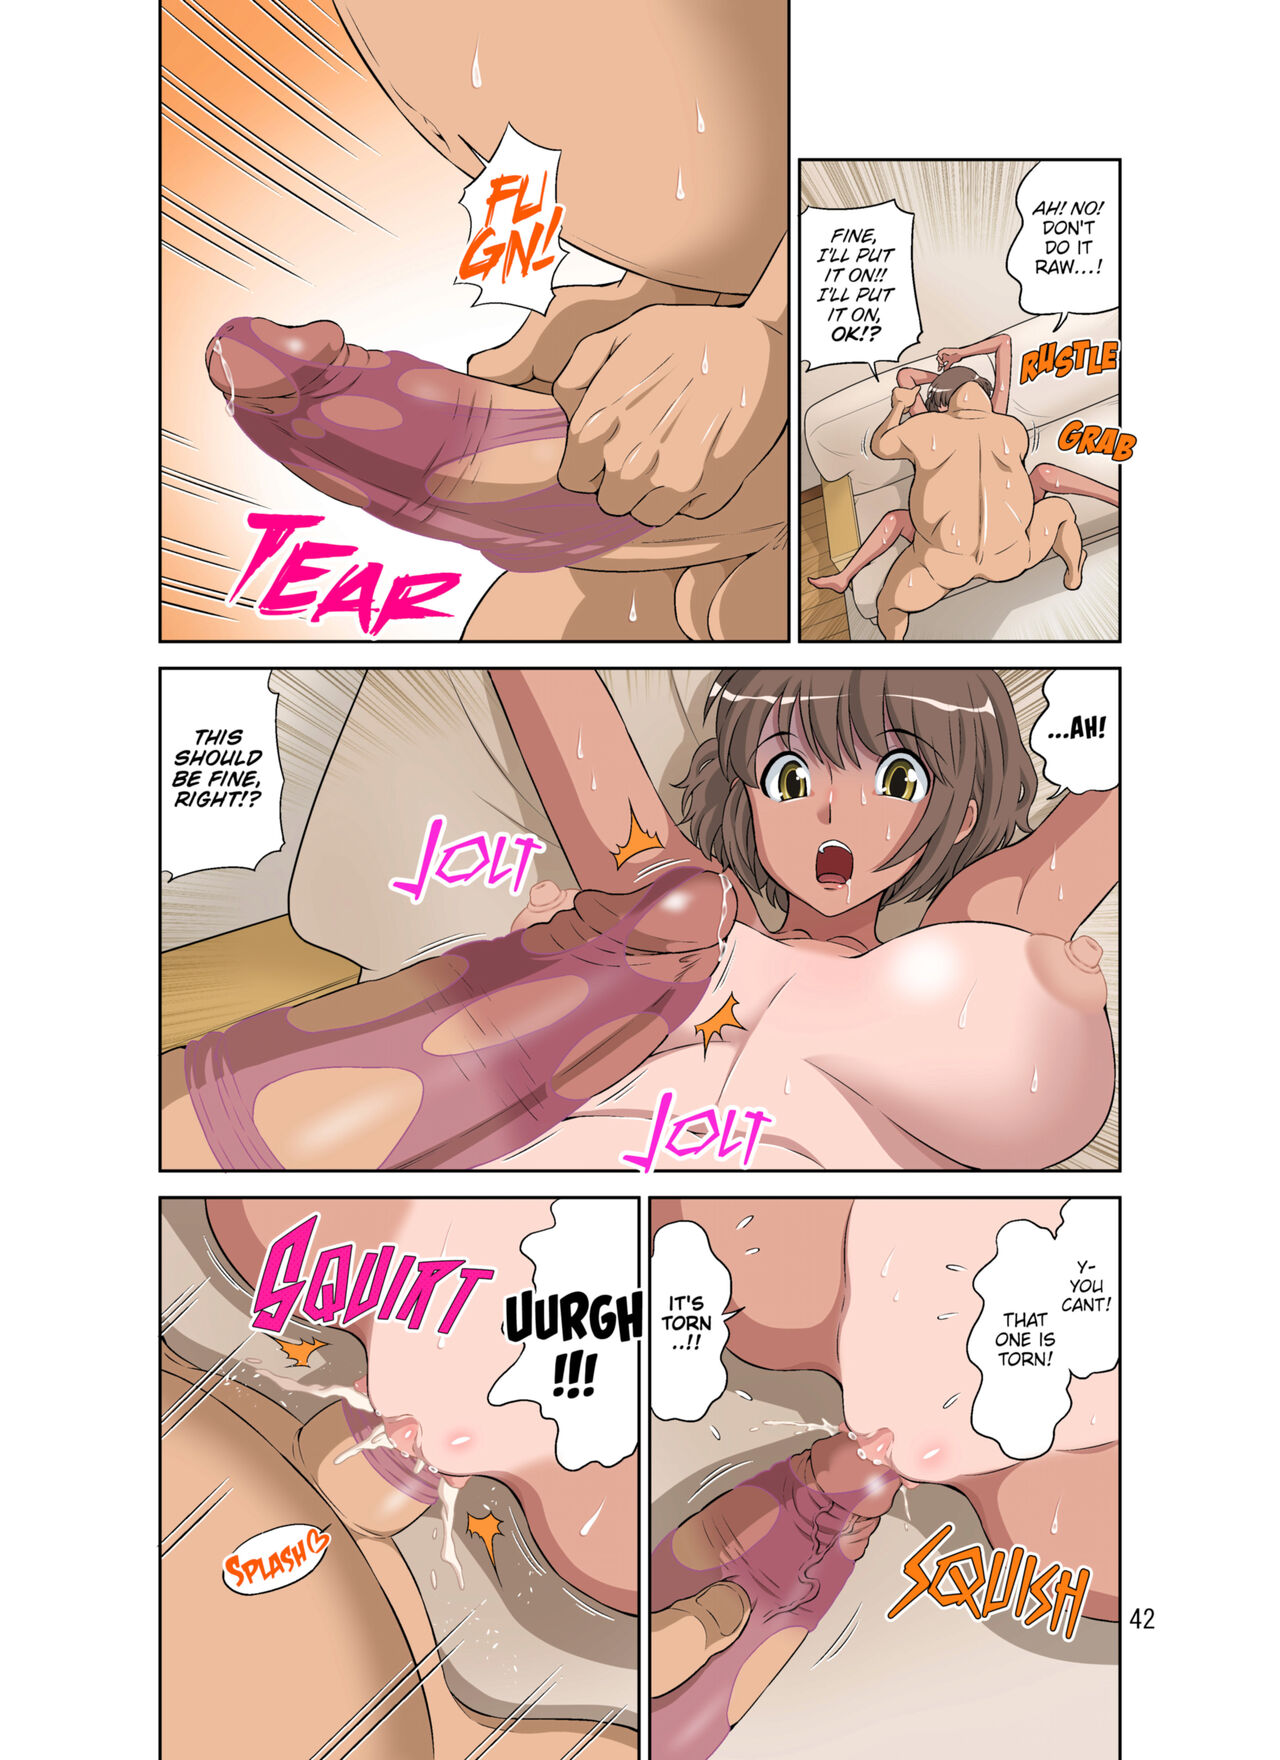 AH! NO!
DON'T
DO IT
RAW...!
FINE,
I'LL PUT
IT ON!!
I'LL PUT
IT ON,
OK!?
RUSTLE
GRAB
FU
GN!
TEAR
...AH!
THIS
SHOULD
BE FINE,
RIGHT!?
JOLT
JOLT
Y-
YOU
CANT!
THAT
ONE IS
TORN!
IT'S
TORN
..!!
SQUISH
UURGH
!!!
SQUIRT
SPLASH♡
42